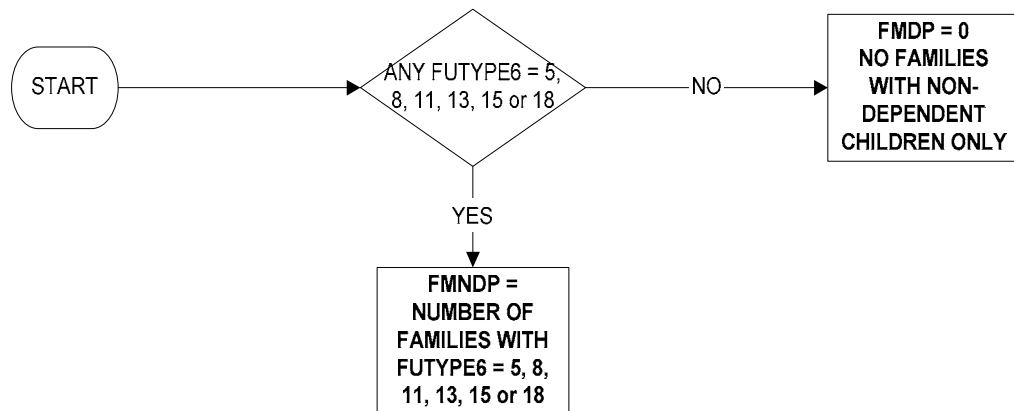 START
ANY FUTYPE6 = 5,
8, 11, 13, 15 or 18
NO
FMDP = 0
NO FAMILIES
WITH NON-
DEPENDENT
CHILDREN ONLY
YES
FMNDP =
NUMBER OF
FAMILIES WITH
FUTYPE6 = 5, 8,
11, 13, 15 or 18